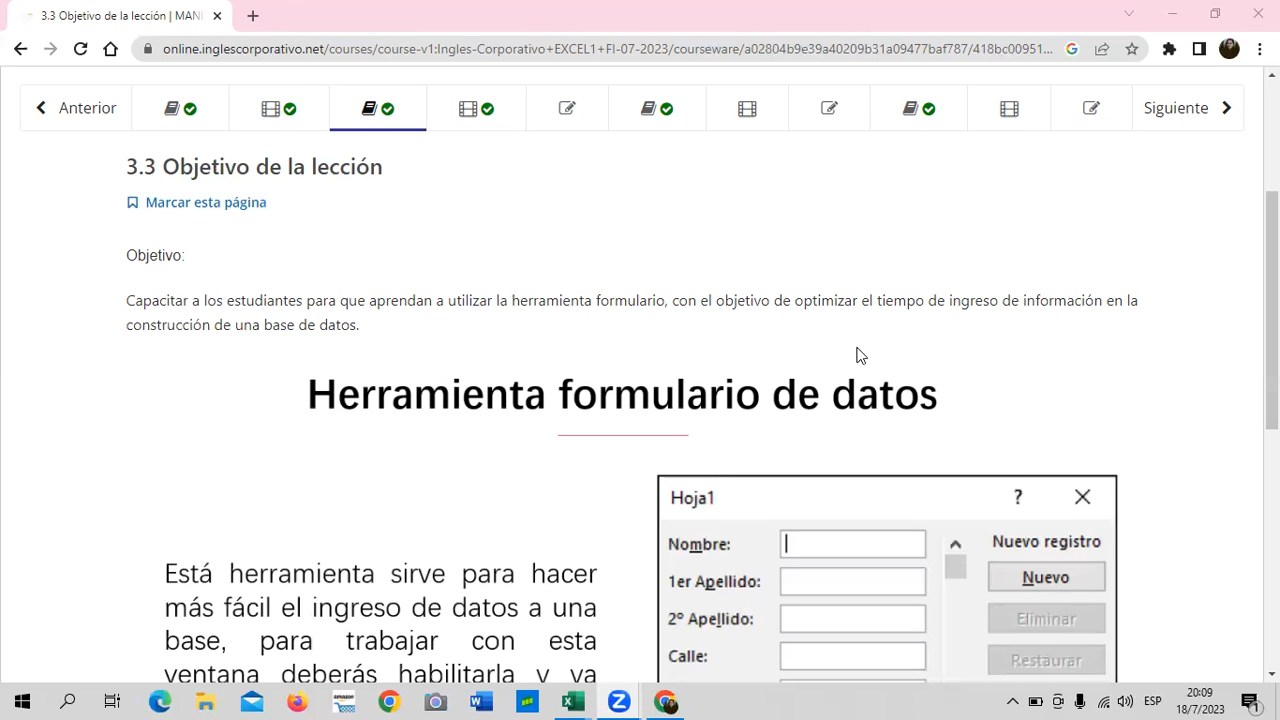 3.3 Objetivo de la lección | MANI
online.inglescorporativo.net/courses/course-v1:Ingles-Corporativo+EXCEL1+FI-07-2023/courseware/a02804b9e39a40209b31a09477baf787/418bc00951...
Anterior
Siguiente
3.3 Objetivo de la lección
Marcar esta página
Objetivo:
Capacitar a los estudiantes para que aprendan a utilizar la herramienta formulario, con el objetivo de optimizar el tiempo de ingreso de información en la
construcción de una base de datos.
Herramienta formulario de datos
Está herramienta sirve para hacer
más fácil el ingreso de datos a una
base, para trabajar con esta
ventana deberás habilitarla y ya
Hoja1 ?
Nombre:
Nuevo registro
1er Apellido:
Nuevo
2º Apellido:
Eliminar
Calle:
Restaurar
ESP
20:09
18/7/2023